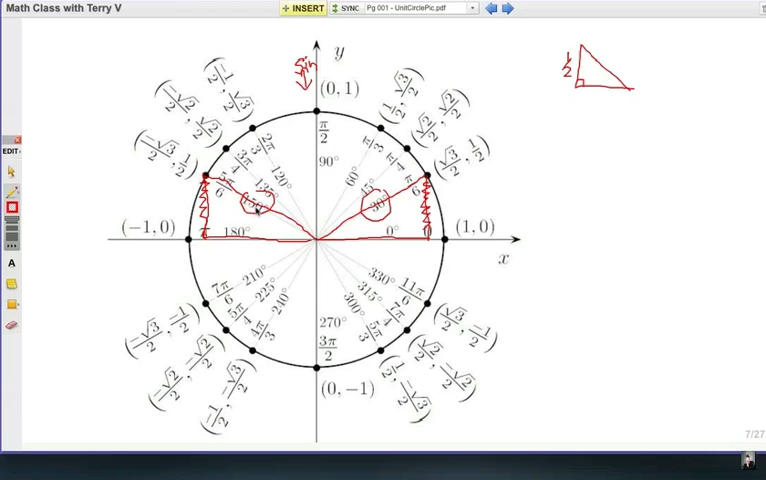 Math Class with Terry V
+ INSERT
SYNC
Pg 001 - UnitCirclePic.pdf
EDIT
A
sin
y
x
(0, 1)
(1/2, √3/2)
(√2/2, √2/2)
(√3/2, 1/2)
(1, 0)
(√3/2, -1/2)
(√2/2, -√2/2)
(1/2, -√3/2)
(0, -1)
(-1/2, -√3/2)
(-√2/2, -√2/2)
(-√3/2, -1/2)
(-1, 0)
(-√3/2, 1/2)
(-√2/2, √2/2)
(-1/2, √3/2)
π/2
π/3
π/4
π/6
0
11π/6
7π/4
5π/3
3π/2
4π/3
5π/4
7π/6
π
5π/6
3π/4
2π/3
90°
60°
45°
30°
0°
330°
315°
300°
270°
240°
225°
210°
180°
150°
135°
120°
1/2
7/27